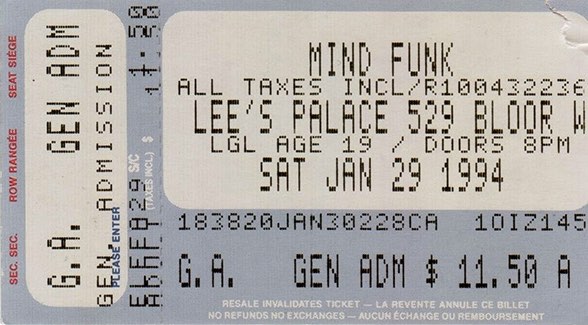 MIND FUNK
ALL TAXES INCL/R100432236
LEE'S PALACE 529 BLOOR W
LGL AGE 19 / DOORS 8PM
SAT JAN 29 1994
183820JAN30228CA 10IZ145
G.A. GEN ADM $ 11.50 A
RESALE INVALIDATES TICKET — LA REVENTE ANNULE CE BILLET
NO REFUNDS NO EXCHANGES — AUCUN ÉCHANGE OU REMBOURSEMENT
SEC. SEC. ROW RANGÉE SEAT SIÈGE
G.A. GEN ADM
GEN. ADMISSION
PLEASE ENTER
S/C
(TAXES INCL) $